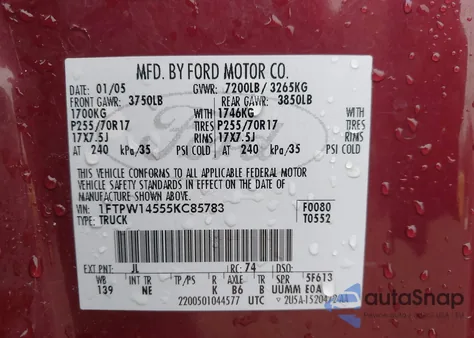 MFD. BY FORD MOTOR CO.
DATE: 01/05 GVWR: 7200LB / 3265KG
FRONT GAWR: 3750LB REAR GAWR: 3850LB
1700KG WITH 1746KG WITH
P255/70R17 TIRES P255/70R17 TIRES
17X7.5J RIMS 17X7.5J RIMS
AT 240 kPa/35 PSI COLD AT 240 kPa/35 PSI COLD
THIS VEHICLE CONFORMS TO ALL APPLICABLE FEDERAL MOTOR
VEHICLE SAFETY STANDARDS IN EFFECT ON THE DATE OF
MANUFACTURE SHOWN ABOVE.
VIN: 1FTPW14555KC85783 F0080
TYPE: TRUCK T0552
EXT PNT: JL RC: 74 DSO:
WB INT TR TP/PS R AXLE TR SPR 5F613
139 NE K B6 B UUMM E0A
2200501044577 UTC
Ford
autoSnap